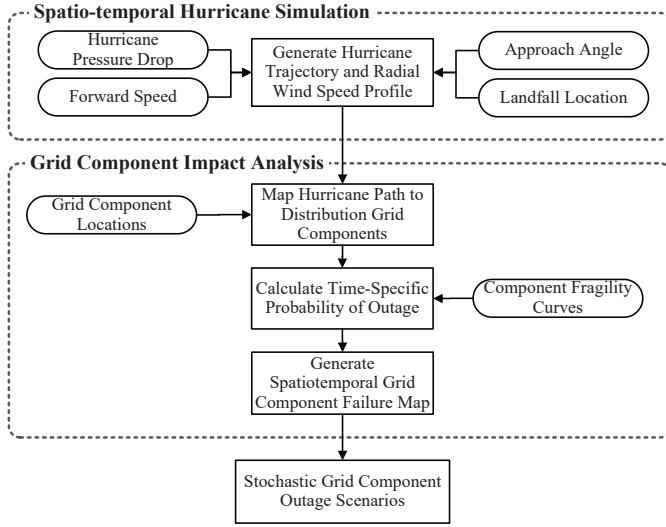 Spatio-temporal Hurricane Simulation
Hurricane
Pressure Drop
Forward Speed
Generate Hurricane
Trajectory and Radial
Wind Speed Profile
Approach Angle
Landfall Location
Grid Component Impact Analysis
Grid Component
Locations
Map Hurricane Path to
Distribution Grid
Components
Calculate Time-Specific
Probability of Outage
Component Fragility
Curves
Generate
Spatiotemporal Grid
Component Failure Map
Stochastic Grid Component
Outage Scenarios